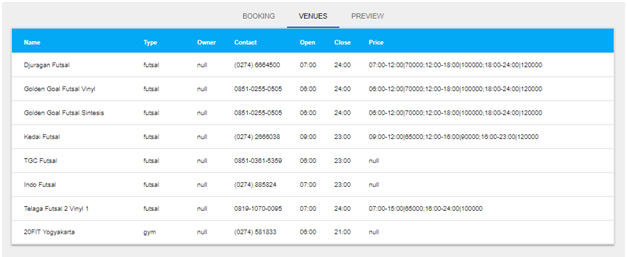 BOOKING VENUES PREVIEW
Name Type Owner Contact Open Close Price
Djuragan Futsal futsal null (0274) 6664500 07:00 24:00 07:00-12:00|70000;12:00-18:00|100000;18:00-24:00|120000
Golden Goal Futsal Vinyl futsal null 0851-0255-0505 06:00 24:00 06:00-12:00|70000;12:00-18:00|100000;18:00-24:00|120000
Golden Goal Futsal Sintesis futsal null 0851-0255-0505 06:00 24:00 06:00-12:00|70000;12:00-18:00|100000;18:00-24:00|120000
Kedai Futsal futsal null (0274) 2666038 09:00 23:00 09:00-12:00|65000;12:00-16:00|90000;16:00-23:00|120000
TGC Futsal futsal null 0851-0361-5359 06:00 23:00 null
Indo Futsal futsal null (0274) 885824 07:00 23:00 null
Telaga Futsal 2 Vinyl 1 futsal null 0819-1070-0095 07:00 24:00 07:00-15:00|65000;16:00-24:00|100000
20FIT Yogyakarta gym null (0274) 581833 06:00 21:00 null